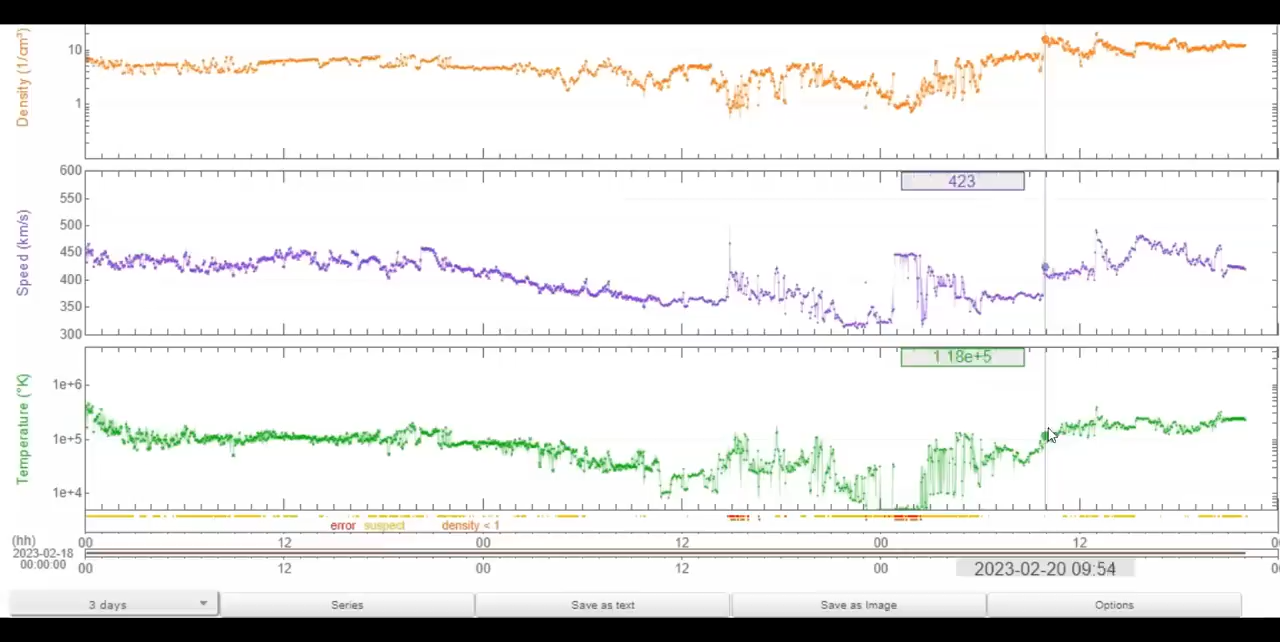 Density (1/cm³)
10
1
Speed (km/s)
600
550
500
450
400
350
300
423
Temperature (°K)
1e+6
1e+5
1e+4
1 18e+5
error suspect density < 1
(hh) 00 12 00 12 00 12 0
2023-02-18
00:00:00
00 12 00 12 00 2023-02-20 09:54 0
3 days Series Save as text Save as Image Options